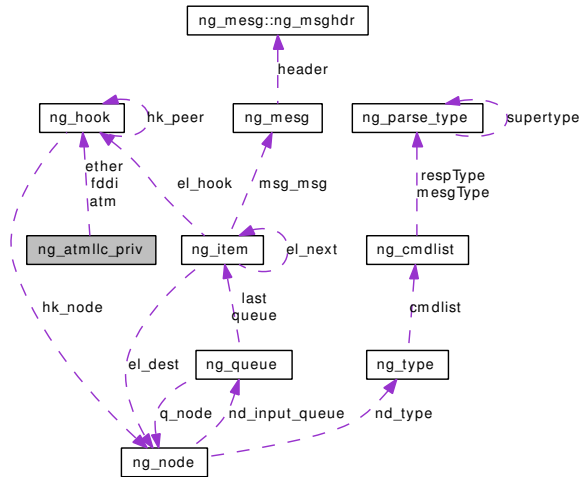 ng_mesg::ng_msghdr
header
ng_hook
hk_peer
ng_mesg
ng_parse_type
supertype
ether
fddi
atm
el_hook
msg_msg
respType
mesgType
ng_atmllc_priv
ng_item
el_next
ng_cmdlist
hk_node
last
queue
cmdlist
el_dest
ng_queue
ng_type
q_node
nd_input_queue
nd_type
ng_node